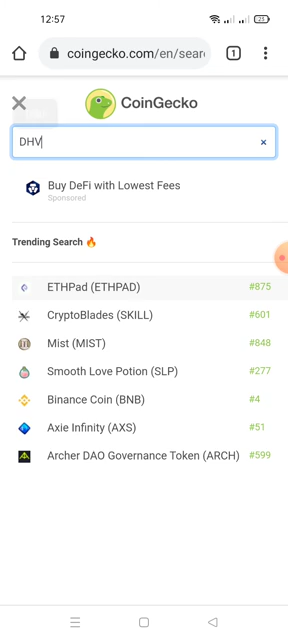 12:57
21
coingecko.com/en/sear
1
CoinGecko
DHV
Buy DeFi with Lowest Fees
Sponsored
Trending Search 🔥
ETHPad (ETHPAD) #875
CryptoBlades (SKILL) #601
Mist (MIST) #848
Smooth Love Potion (SLP) #277
Binance Coin (BNB) #4
Axie Infinity (AXS) #51
Archer DAO Governance Token (ARCH) #599